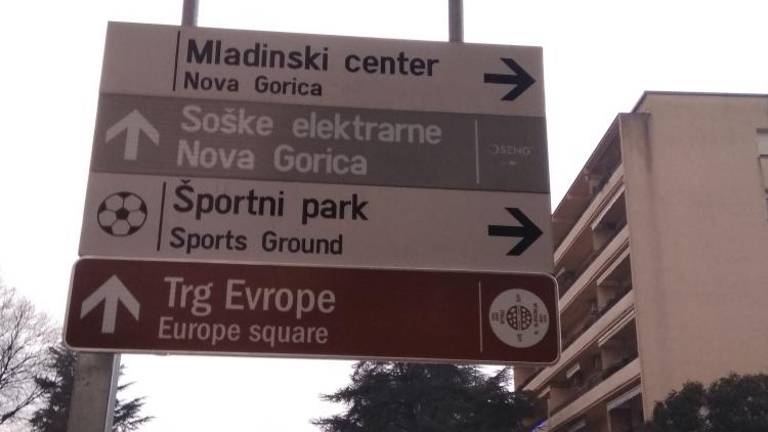 Mladinski center
Nova Gorica
Soške elektrarne
Nova Gorica
SENG
Športni park
Sports Ground
Trg Evrope
Europe square